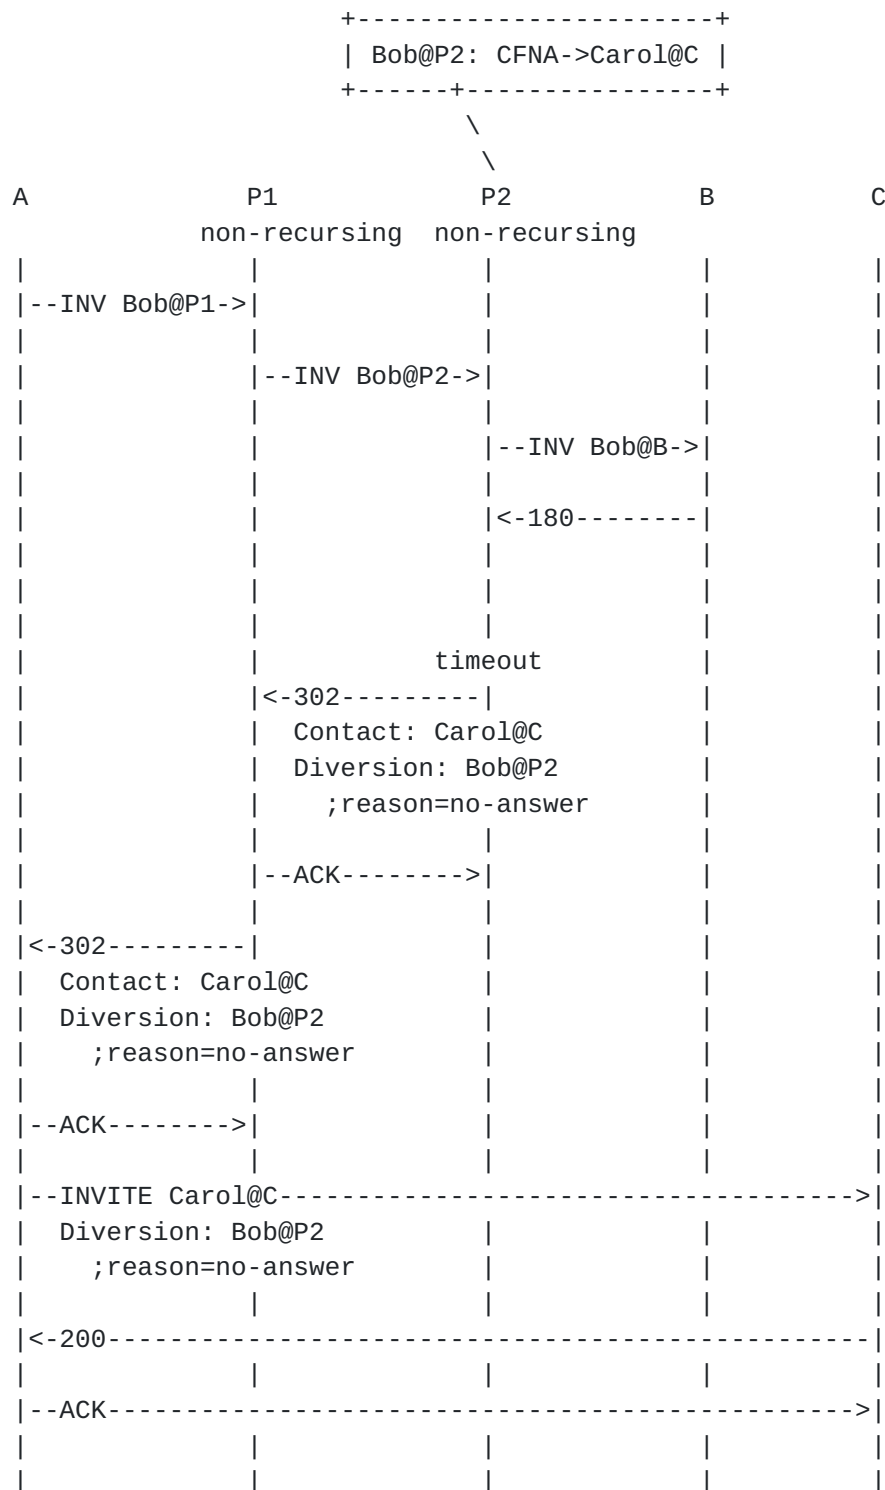 +-----------------------+
| Bob@P2: CFNA->Carol@C |
+------+----------------+
\
\
A P1 P2 B C
non-recursing non-recursing
| | | | |
|--INV Bob@P1->| | | |
| | | | |
| |--INV Bob@P2->| | |
| | | | |
| | |--INV Bob@B->| |
| | | | |
| | |<-180--------| |
| | | | |
| | | | |
| | | | |
| | timeout | |
| |<-302---------| | |
| | Contact: Carol@C | |
| | Diversion: Bob@P2 | |
| | ;reason=no-answer | |
| | | | |
| |--ACK-------->| | |
| | | | |
|<-302---------| | | |
| Contact: Carol@C | | |
| Diversion: Bob@P2 | | |
| ;reason=no-answer | | |
| | | | |
|--ACK-------->| | | |
| | | | |
|--INVITE Carol@C------------------------------------->|
| Diversion: Bob@P2 | | |
| ;reason=no-answer | | |
| | | | |
|<-200-------------------------------------------------|
| | | | |
|--ACK------------------------------------------------>|
| | | | |
| | | | |